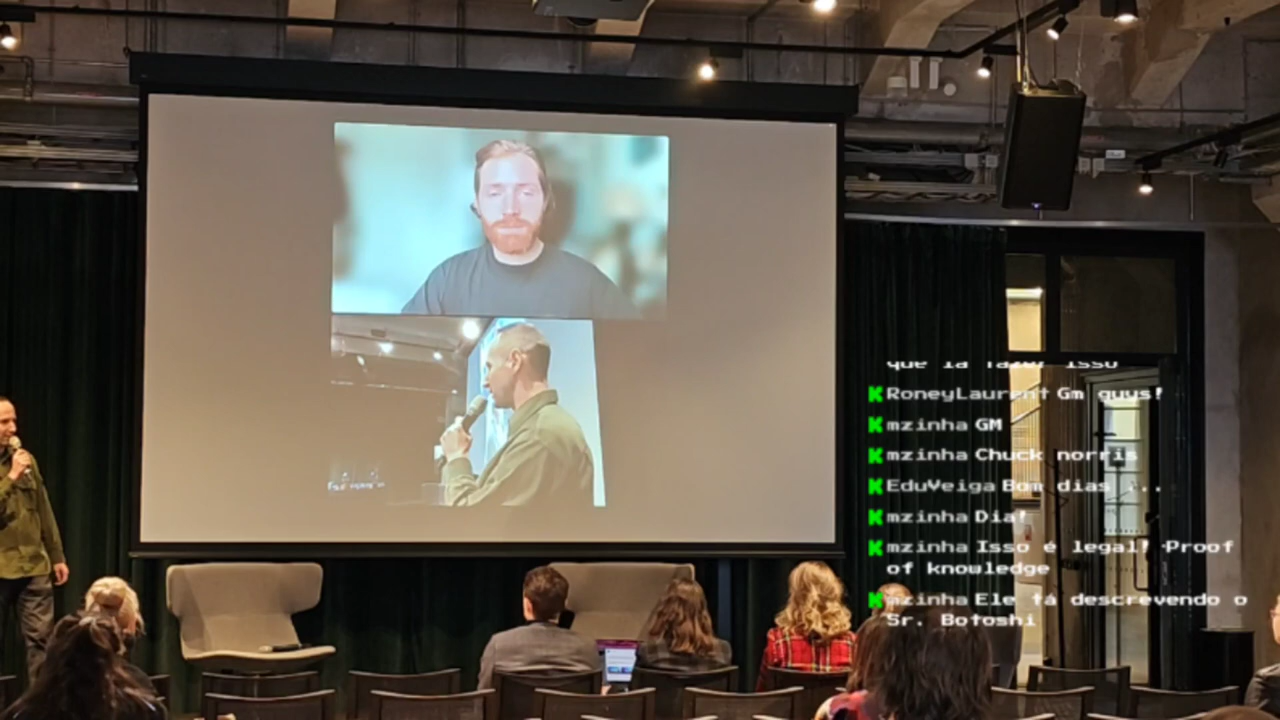 RoneyLaurent Gm guys!
mzinha GM
mzinha Chuck norris
EduVeiga Bom dias ...
mzinha Dia!
mzinha Isso é legal! Proof
of knowledge
mzinha Ele tá descrevendo o
Sr. Botoshi